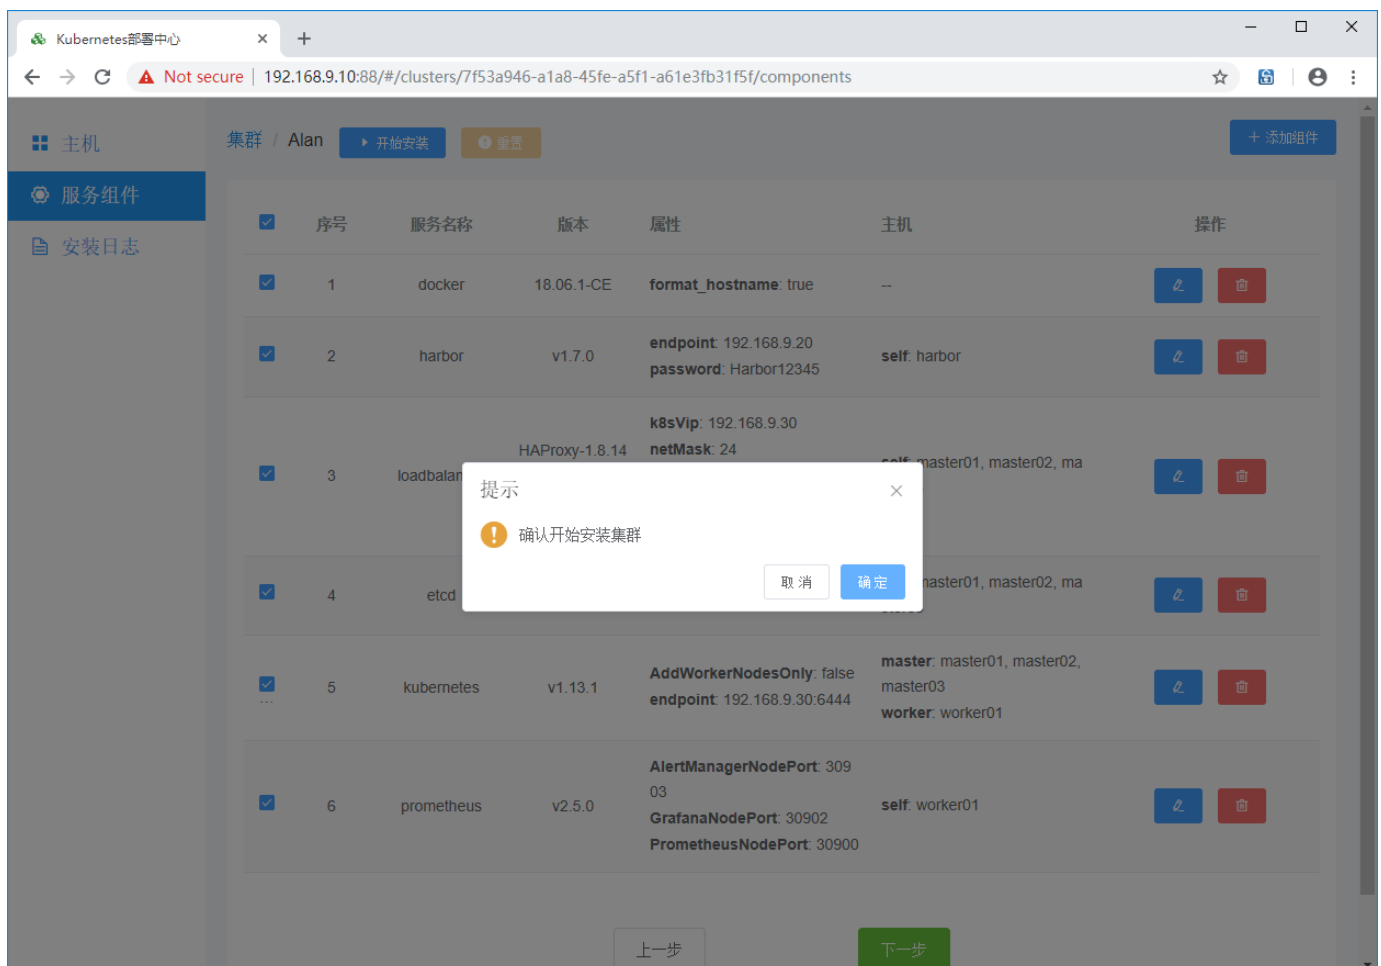 Kubernetes部署中心
Not secure | 192.168.9.10:88/#/clusters/7f53a946-a1a8-45fe-a5f1-a61e3fb31f5f/components
主机
服务组件
安装日志
集群 / Alan 开始安装 重置 + 添加组件
序号 服务名称 版本 属性 主机 操作
1 docker 18.06.1-CE format_hostname: true --
2 harbor v1.7.0 endpoint: 192.168.9.20
password: Harbor12345 self: harbor
k8sVip: 192.168.9.30
HAProxy-1.8.14 netMask: 24
3 loadbalan self: master01, master02, ma
提示
确认开始安装集群
取消 确定
4 etcd master01, master02, ma
5 kubernetes v1.13.1 AddWorkerNodesOnly: false
endpoint: 192.168.9.30:6444
master: master01, master02,
master03
worker: worker01
...
6 prometheus v2.5.0 AlertManagerNodePort: 309
03
GrafanaNodePort: 30902
PrometheusNodePort: 30900
self: worker01
上一步 下一步